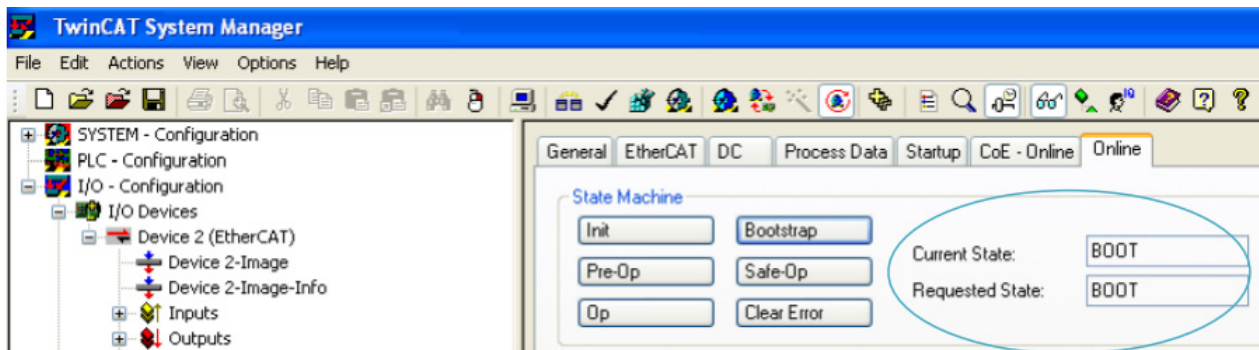 TwinCAT System Manager
File Edit Actions View Options Help
SYSTEM - Configuration
PLC - Configuration
I/O - Configuration
I/O Devices
Device 2 (EtherCAT)
Device 2-Image
Device 2-Image-Info
Inputs
Outputs
General EtherCAT DC Process Data Startup CoE - Online Online
State Machine
Init Bootstrap
Pre-Op Safe-Op
Op Clear Error
Current State: BOOT
Requested State: BOOT